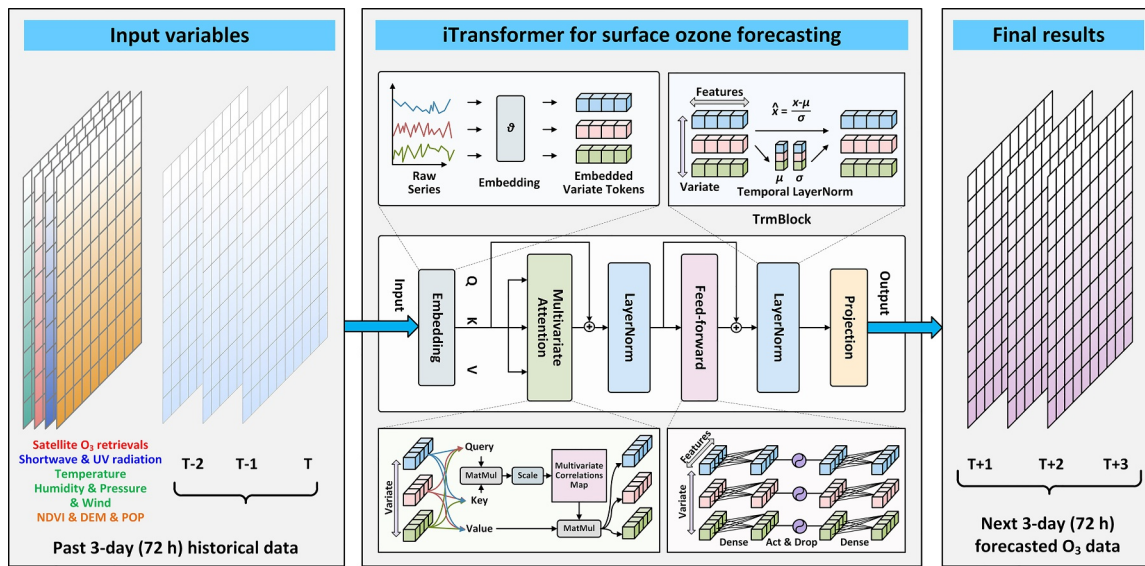 Input variables
Satellite O₃ retrievals
Shortwave & UV radiation
Temperature
Humidity & Pressure
& Wind
NDVI & DEM & POP
T-2
T-1
T
Past 3-day (72 h) historical data
iTransformer for surface ozone forecasting
Raw
Series
ϑ
Embedding
Embedded
Variate Tokens
Features
Variate
x̂ = x-μ
σ
μ
σ
Temporal LayerNorm
TrmBlock
Input
Embedding
Q
K
V
Multivariate
Attention
LayerNorm
Feed-forward
LayerNorm
Projection
Output
Variate
Query
MatMul
Scale
Multivariate
Correlations
Map
Key
Value
MatMul
Features
Variate
Dense
Act & Drop
Dense
Final results
T+1
T+2
T+3
Next 3-day (72 h)
forecasted O₃ data